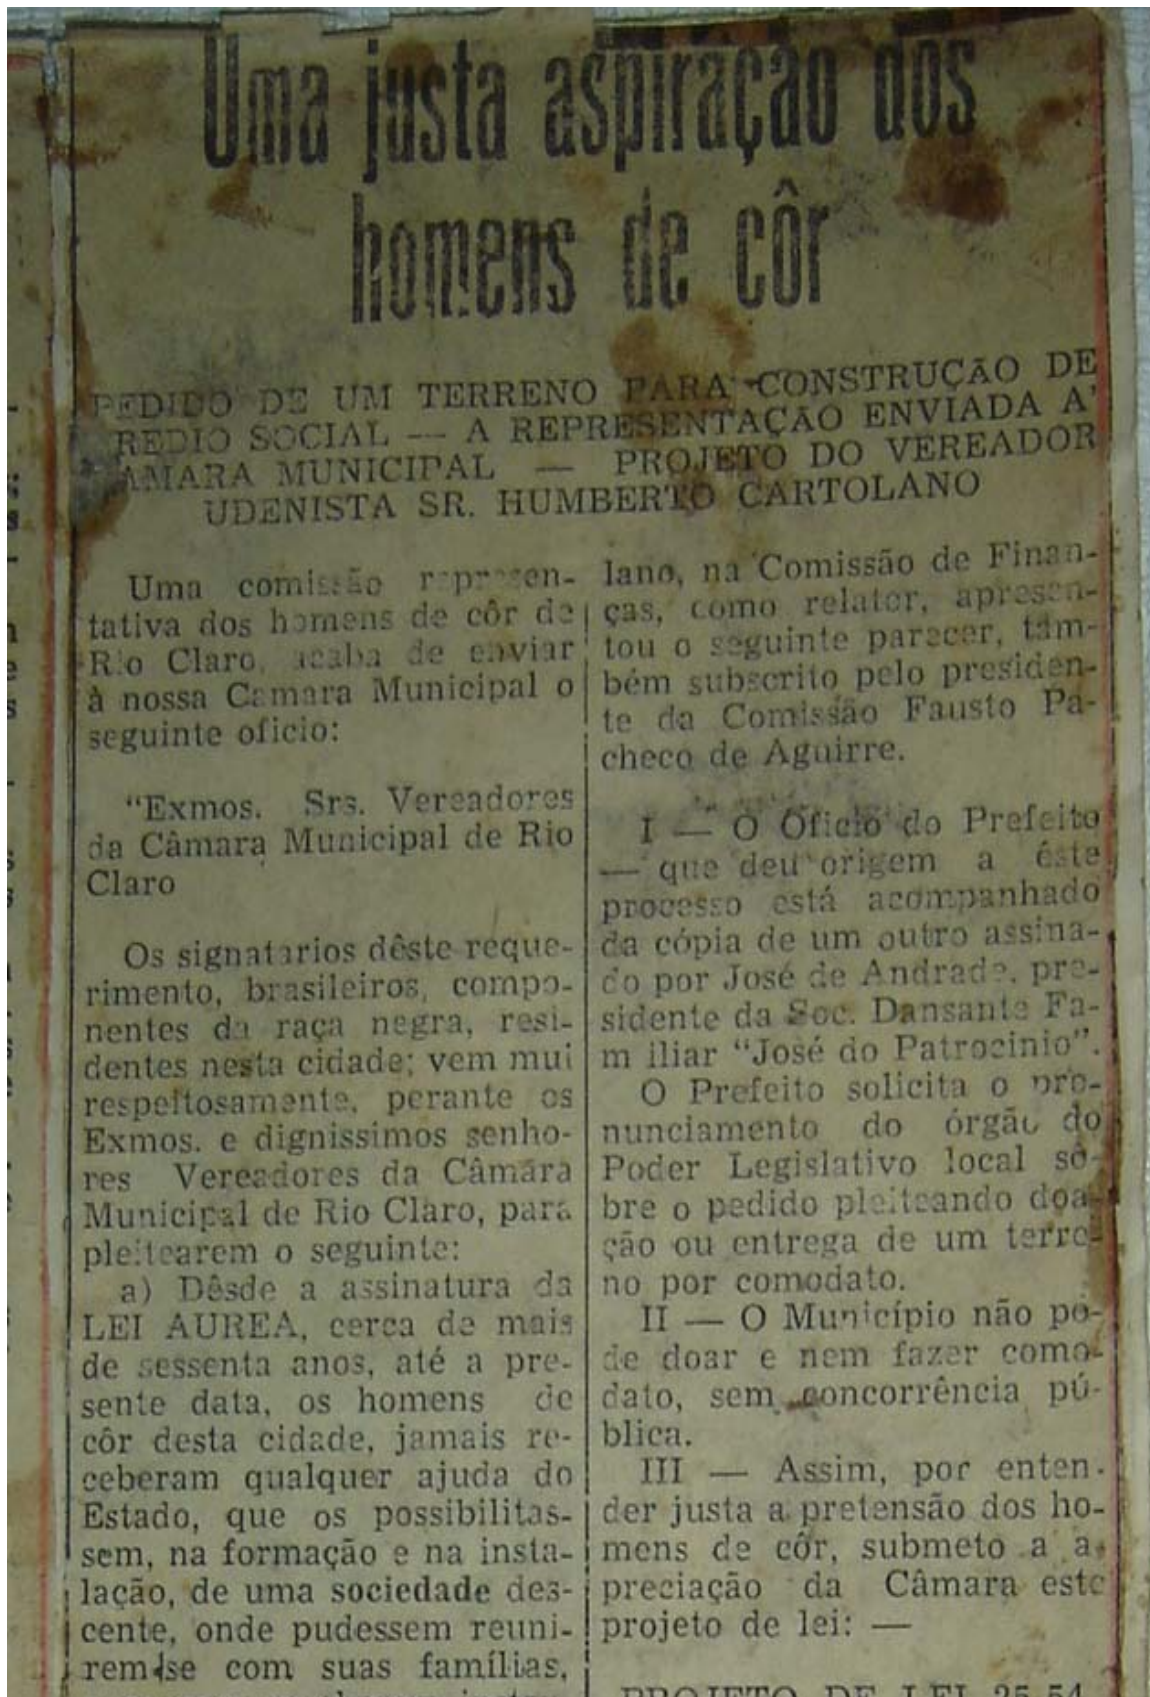 Uma justa aspiração dos
homens de côr
PEDIDO DE UM TERRENO PARA CONSTRUÇÃO DE
REDIO SOCIAL — A REPRESENTAÇÃO ENVIADA A'
AMARA MUNICIPAL — PROJETO DO VEREADOR
UDENISTA SR. HUMBERTO CARTOLANO
Uma comissão represen-
tativa dos homens de côr de
Rio Claro, acaba de enviar
à nossa Camara Municipal o
seguinte oficio:
"Exmos. Srs. Vereadores
da Câmara Municipal de Rio
Claro
Os signatarios dêste reque-
rimento, brasileiros, compo-
nentes da raça negra, resi-
dentes nesta cidade; vem mui
respeitosamente, perante os
Exmos. e dignissimos senho-
res Vereadores da Câmara
Municipal de Rio Claro, para
pleitearem o seguinte:
a) Dêsde a assinatura da
LEI AUREA, cerca de mais
de sessenta anos, até a pre-
sente data, os homens de
côr desta cidade, jamais re-
ceberam qualquer ajuda do
Estado, que os possibilitas-
sem, na formação e na insta-
lação, de uma sociedade des-
cente, onde pudessem reuni-
rem-se com suas famílias,
lano, na Comissão de Finan-
ças, como relator, apresen-
tou o seguinte parecer, tam-
bém subscrito pelo presiden-
te da Comissão Fausto Pa-
checo de Aguirre.
I — O Oficio do Prefeito
— que deu origem a êste
processo está acompanhado
da cópia de um outro assina-
do por José de Andrade, pre-
sidente da Soc. Dansante Fa-
m iliar "José do Patrocinio".
O Prefeito solicita o pro-
nunciamento do órgão do
Poder Legislativo local sô-
bre o pedido pleiteando doa-
ção ou entrega de um terre-
no por comodato.
II — O Município não po-
de doar e nem fazer como-
dato, sem concorrência pú-
blica.
III — Assim, por enten-
der justa a pretensão dos ho-
mens de côr, submeto a a-
preciação da Câmara este
projeto de lei: —
PROJETO DE LEI 25-54